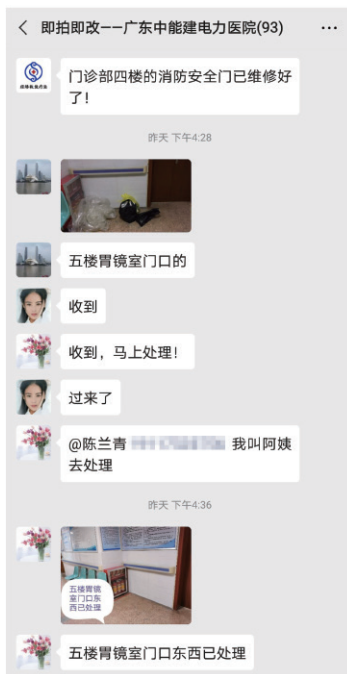 即拍即改——广东中能建电力医院(93)
门诊部四楼的消防安全门已维修好
了!
昨天 下午4:28
五楼胃镜室门口的
收到
收到，马上处理！
过来了
@陈兰青 我叫阿姨
去处理
昨天 下午4:36
五楼胃镜
室门口东
西已处理
五楼胃镜室门口东西已处理